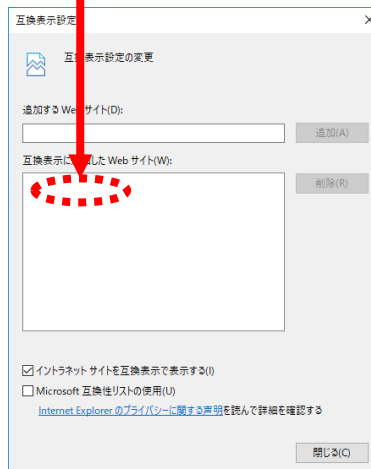 互換表示設定
互換表示設定の変更
追加する Web サイト(D):
追加(A)
互換表示に追加した Web サイト(W):
削除(R)
イントラネット サイトを互換表示で表示する(I)
Microsoft 互換性リストの使用(U)
Internet Explorer のプライバシーに関する声明を読んで詳細を確認する
閉じる(C)